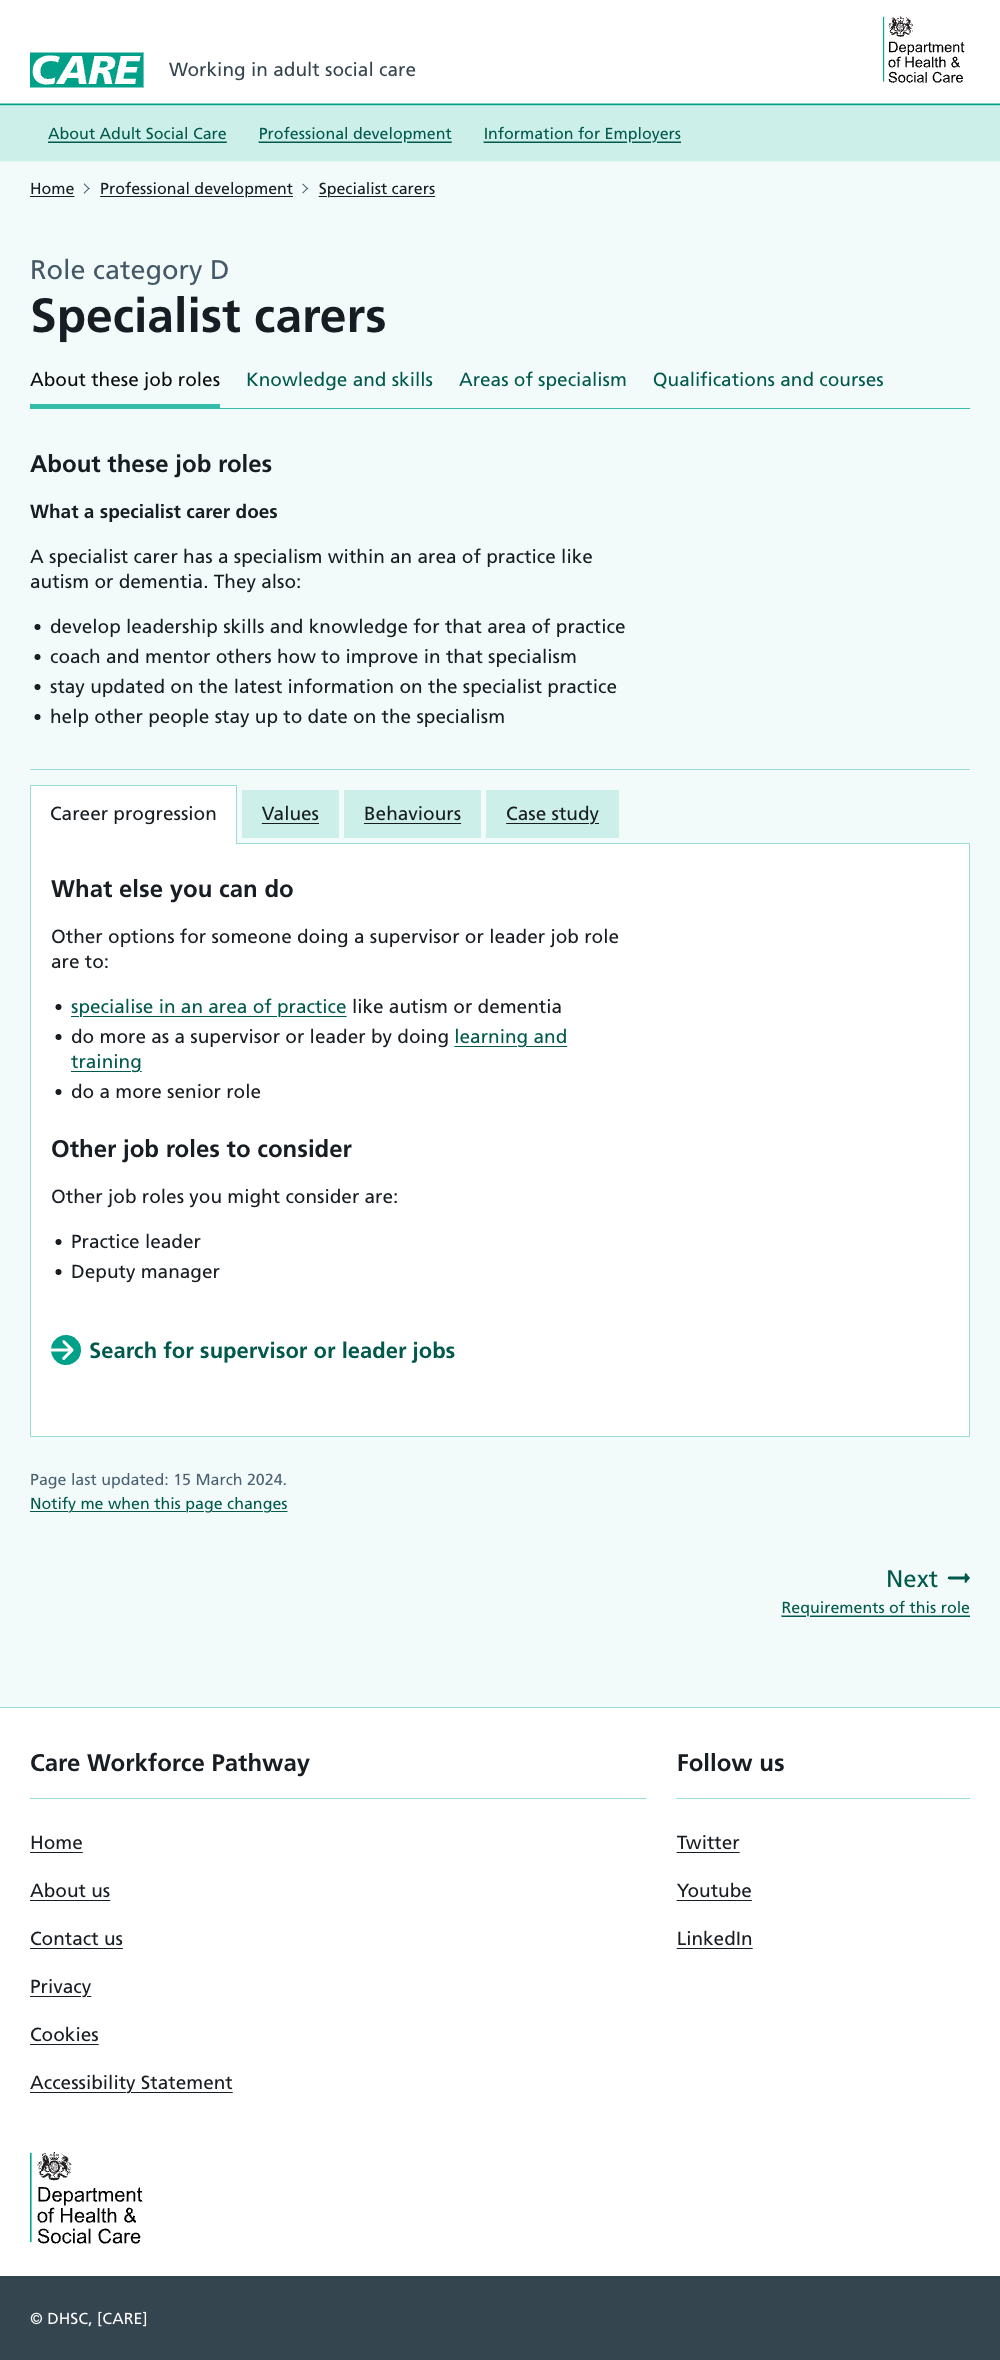 CARE
Working in adult social care
Department
of Health &
Social Care
About Adult Social Care Professional development Information for Employers
Home > Professional development > Specialist carers
Role category D
Specialist carers
About these job roles Knowledge and skills Areas of specialism Qualifications and courses
About these job roles
What a specialist carer does
A specialist carer has a specialism within an area of practice like
autism or dementia. They also:
• develop leadership skills and knowledge for that area of practice
• coach and mentor others how to improve in that specialism
• stay updated on the latest information on the specialist practice
• help other people stay up to date on the specialism
Career progression Values Behaviours Case study
What else you can do
Other options for someone doing a supervisor or leader job role
are to:
• specialise in an area of practice like autism or dementia
• do more as a supervisor or leader by doing learning and
training
• do a more senior role
Other job roles to consider
Other job roles you might consider are:
• Practice leader
• Deputy manager
Search for supervisor or leader jobs
Page last updated: 15 March 2024.
Notify me when this page changes
Next
Requirements of this role
Care Workforce Pathway
Home
About us
Contact us
Privacy
Cookies
Accessibility Statement
Follow us
Twitter
Youtube
LinkedIn
Department
of Health &
Social Care
© DHSC, [CARE]